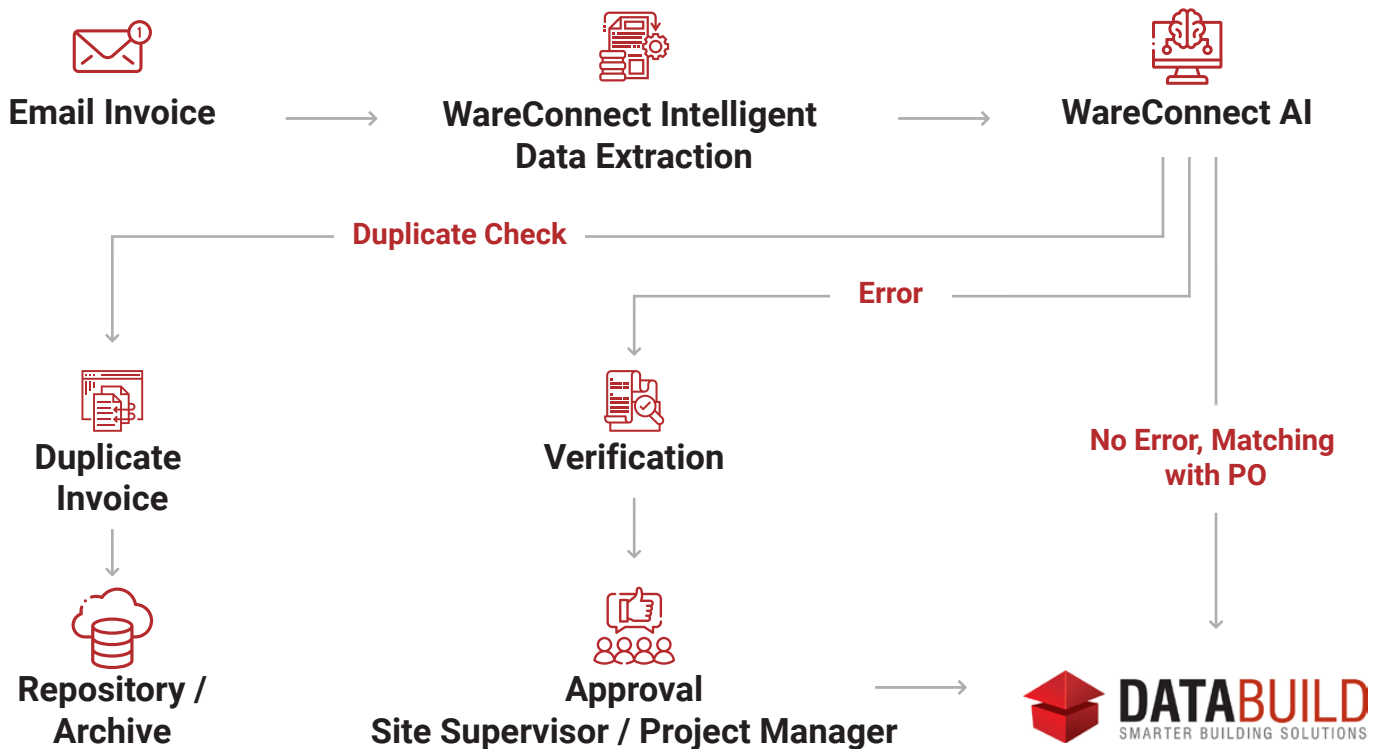 1
Email Invoice
WareConnect Intelligent
Data Extraction
WareConnect AI
Duplicate Check
Error
No Error, Matching
with PO
Duplicate
Invoice
Verification
Repository /
Archive
Approval
Site Supervisor / Project Manager
DATABUILD
SMARTER BUILDING SOLUTIONS